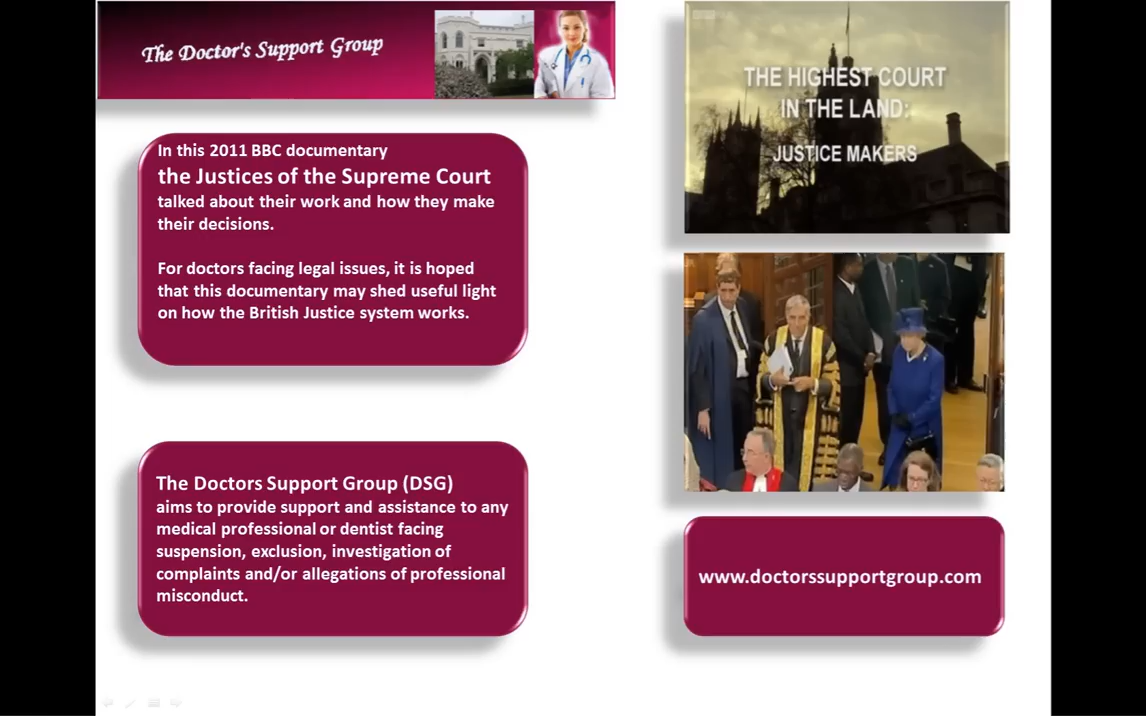 The Doctor's Support Group
In this 2011 BBC documentary
the Justices of the Supreme Court
talked about their work and how they make
their decisions.
For doctors facing legal issues, it is hoped
that this documentary may shed useful light
on how the British Justice system works.
The Doctors Support Group (DSG)
aims to provide support and assistance to any
medical professional or dentist facing
suspension, exclusion, investigation of
complaints and/or allegations of professional
misconduct.
THE HIGHEST COURT
IN THE LAND:
JUSTICE MAKERS
www.doctorssupportgroup.com